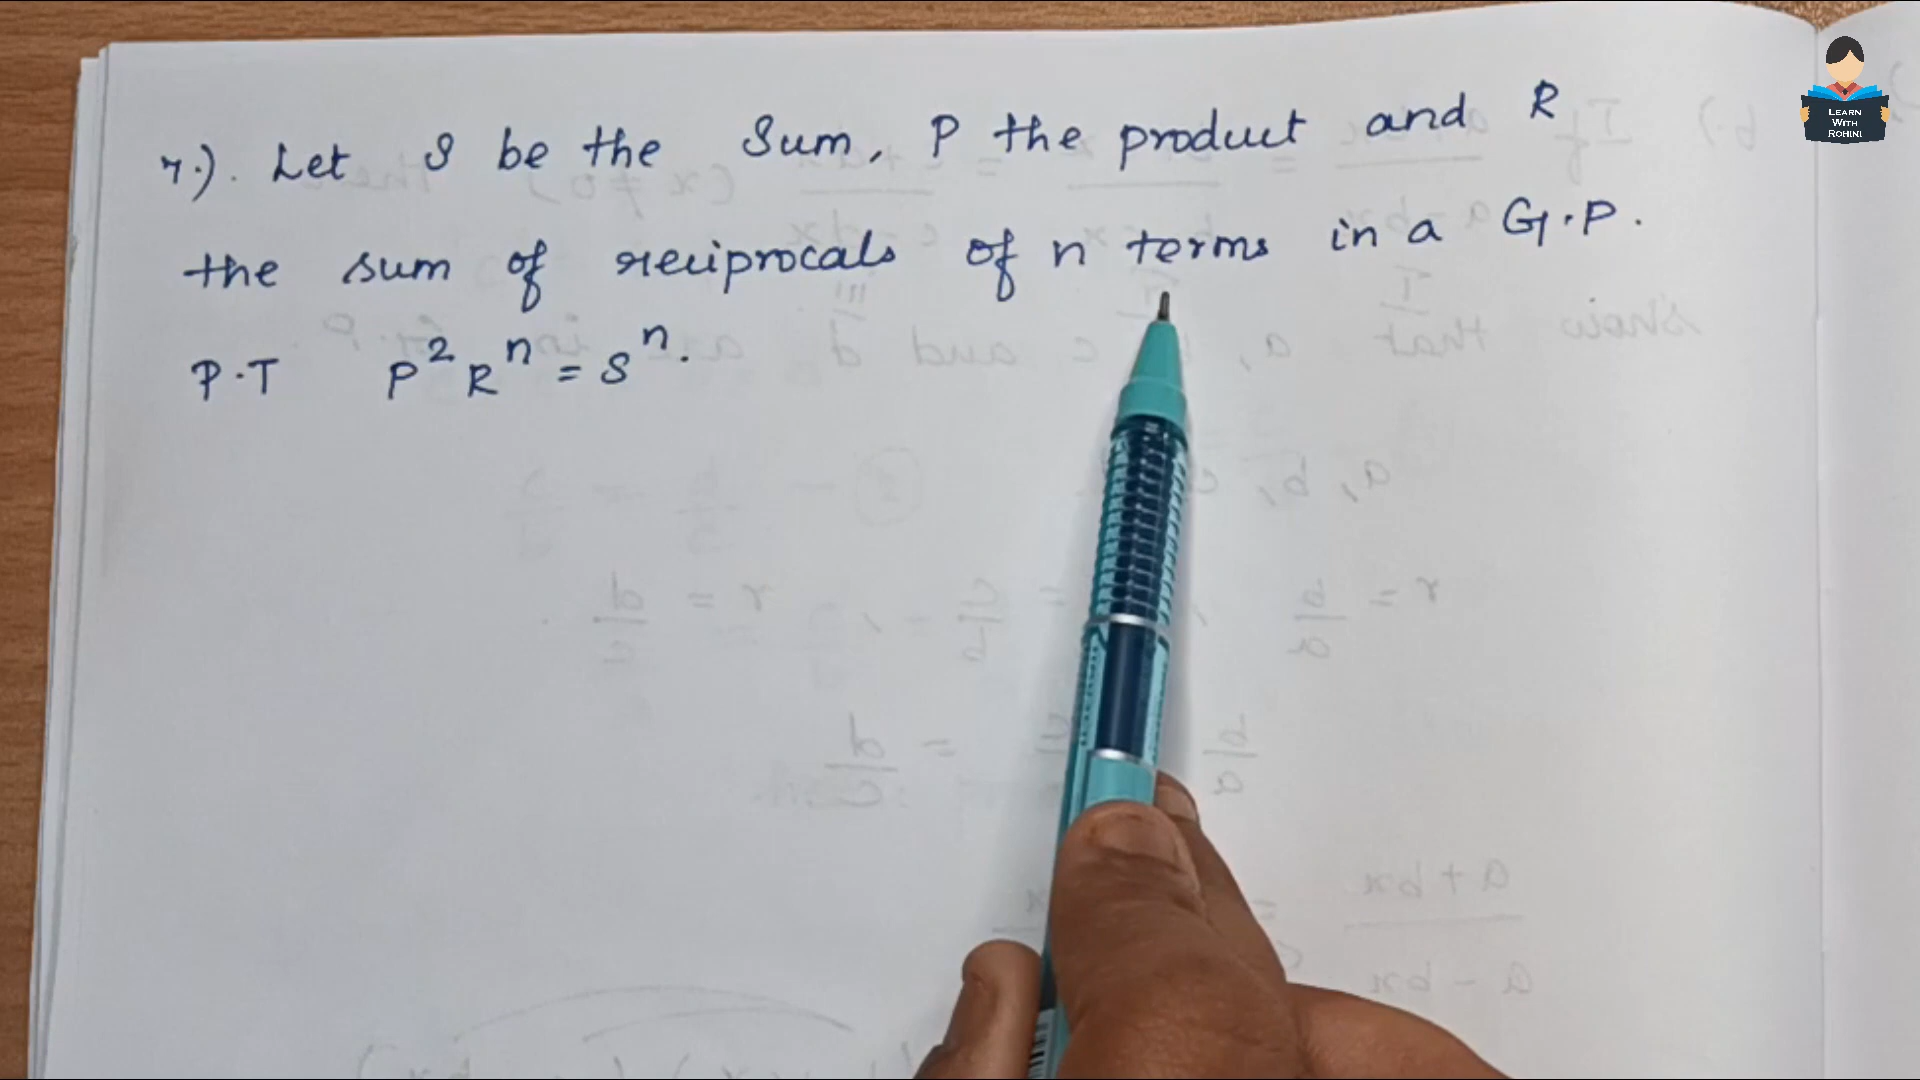 7.). Let S be the Sum, P the product and R
the sum of reciprocals of n terms in a G.P.
P.T P² Rⁿ = Sⁿ.
LEARN
WITH
ROHINI